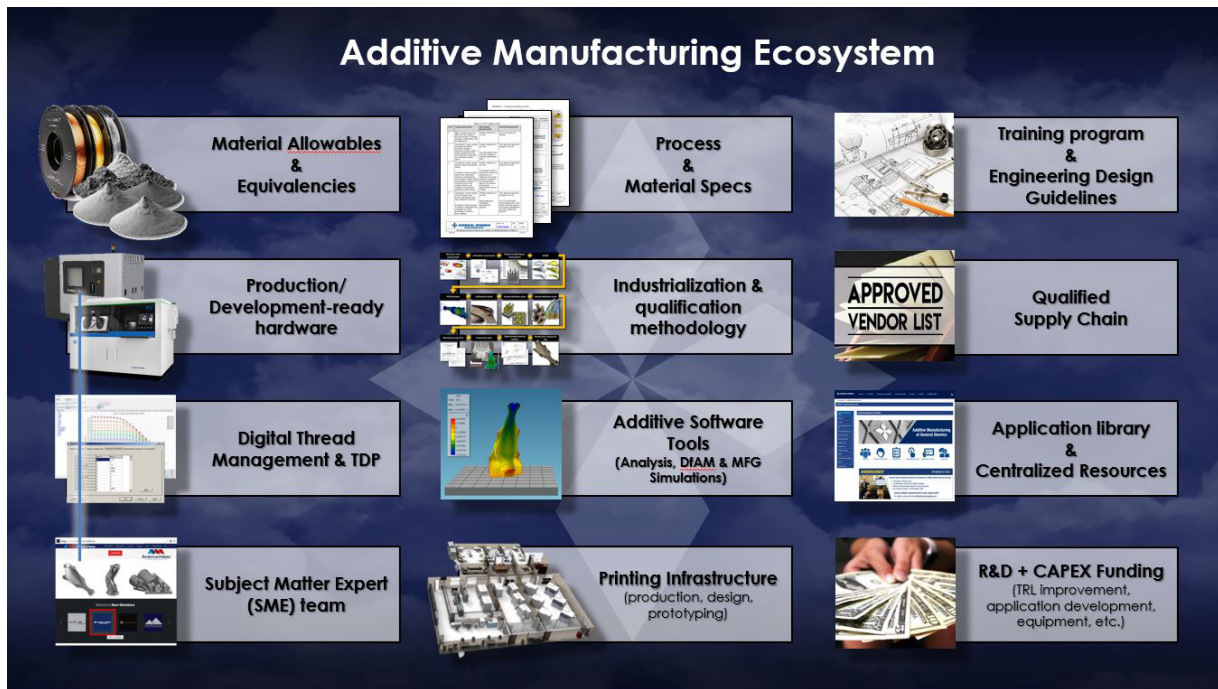 Additive Manufacturing Ecosystem
Material Allowables
&
Equivalencies
Process
&
Material Specs
Training program
&
Engineering Design
Guidelines
Production/
Development-ready
hardware
Industrialization &
qualification
methodology
APPROVED
VENDOR LIST
Qualified
Supply Chain
Digital Thread
Management & TDP
Additive Software
Tools
(Analysis, DfAM & MFG
Simulations)
Additive Manufacturing
at General Atomics
ANNOUNCEMENT
Application library
&
Centralized Resources
Subject Matter Expert
(SME) team
Printing Infrastructure
(production, design,
prototyping)
R&D + CAPEX Funding
(TRL improvement,
application development,
equipment, etc.)